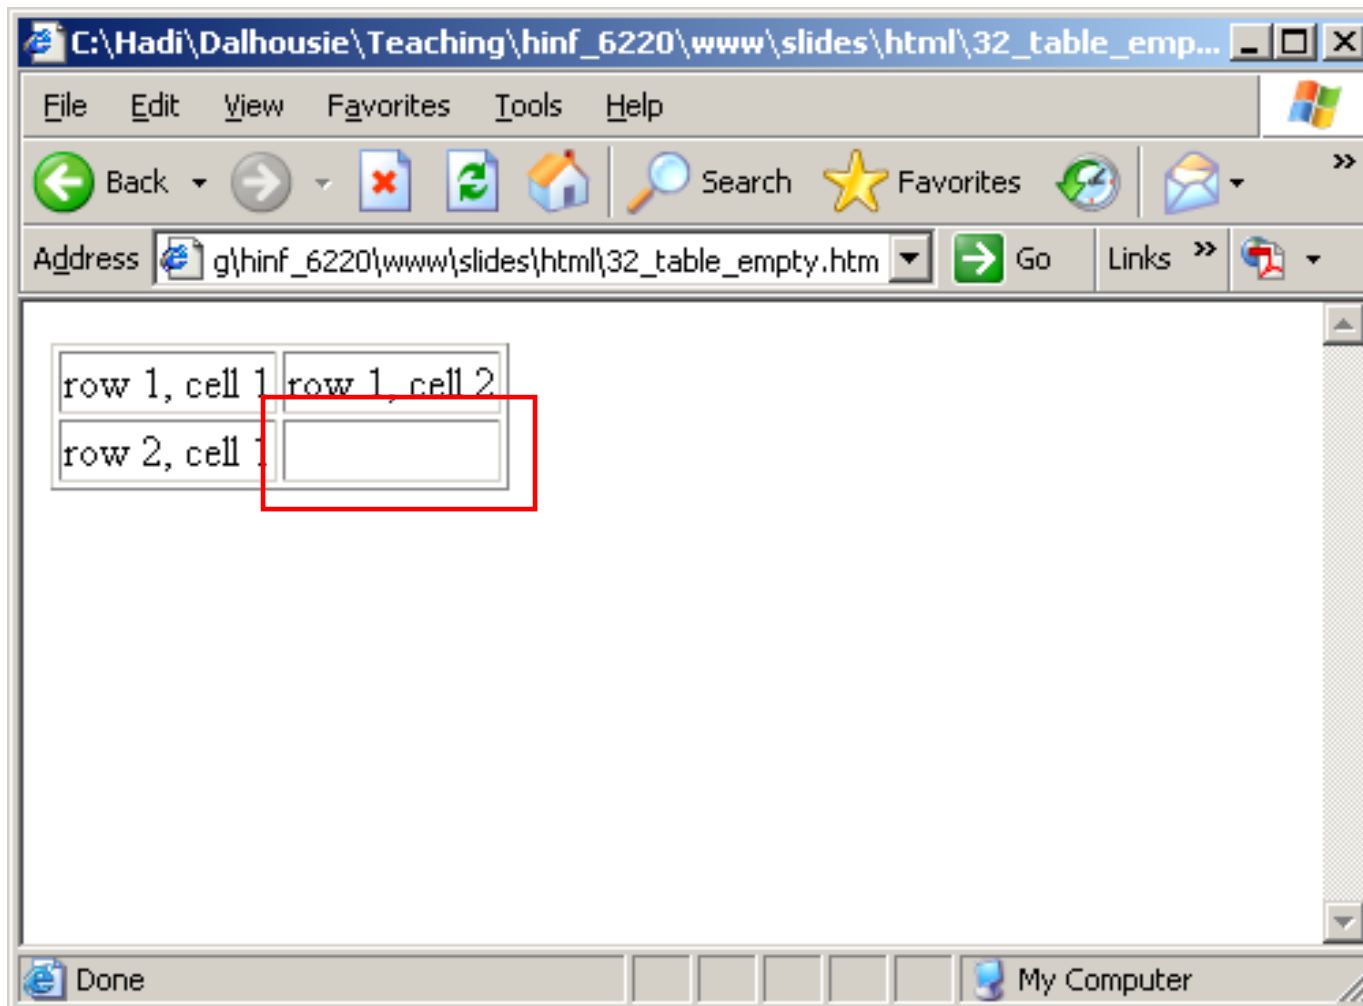 C:\Hadi\Dalhousie\Teaching\hinf_6220\www\slides\html\32_table_emp...
File Edit View Favorites Tools Help
Back Search Favorites »
Address g\hinf_6220\www\slides\html\32_table_empty.htm Go Links »
row 1, cell 1 row 1, cell 2
row 2, cell 1
Done My Computer